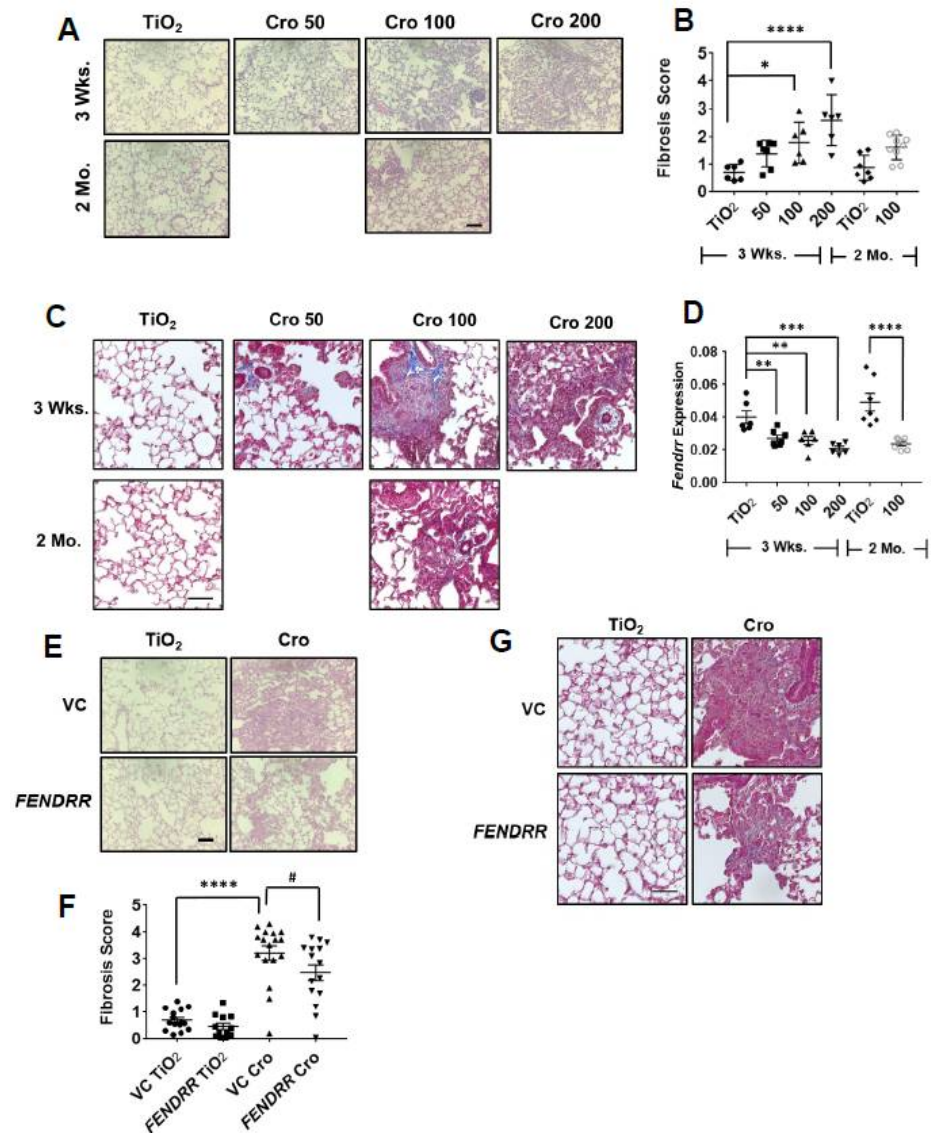 A
TiO2 Cro 50 Cro 100 Cro 200
3 Wks.
2 Mo.
B
Fibrosis Score
****
*
5
4
3
2
1
0
TiO2 50 100 200 TiO2 100
3 Wks. 2 Mo.
C
TiO2 Cro 50 Cro 100 Cro 200
3 Wks.
2 Mo.
D
Fendrr Expression
*** ****
**
**
0.08
0.06
0.04
0.02
0.00
TiO2 50 100 200 TiO2 100
3 Wks. 2 Mo.
E
TiO2 Cro
VC
FENDRR
F
Fibrosis Score
**** #
5
4
3
2
1
0
VC TiO2 FENDRR TiO2 VC Cro FENDRR Cro
G
TiO2 Cro
VC
FENDRR